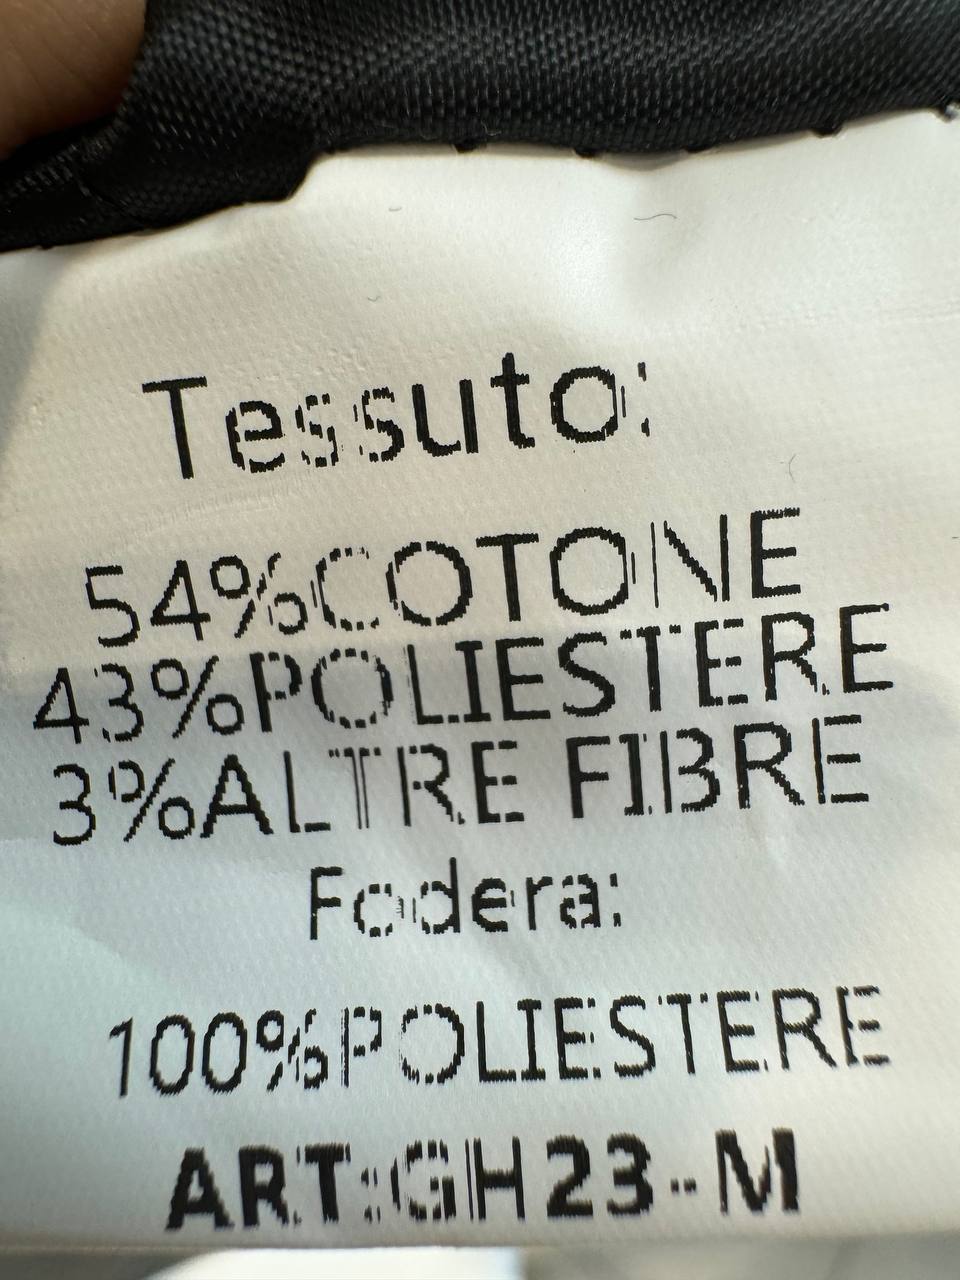 Tessuto:
54%COTONE
43%POLIESTERE
3%ALTRE FIBRE
Fodera:
100%POLIESTERE
ART:GH23-M